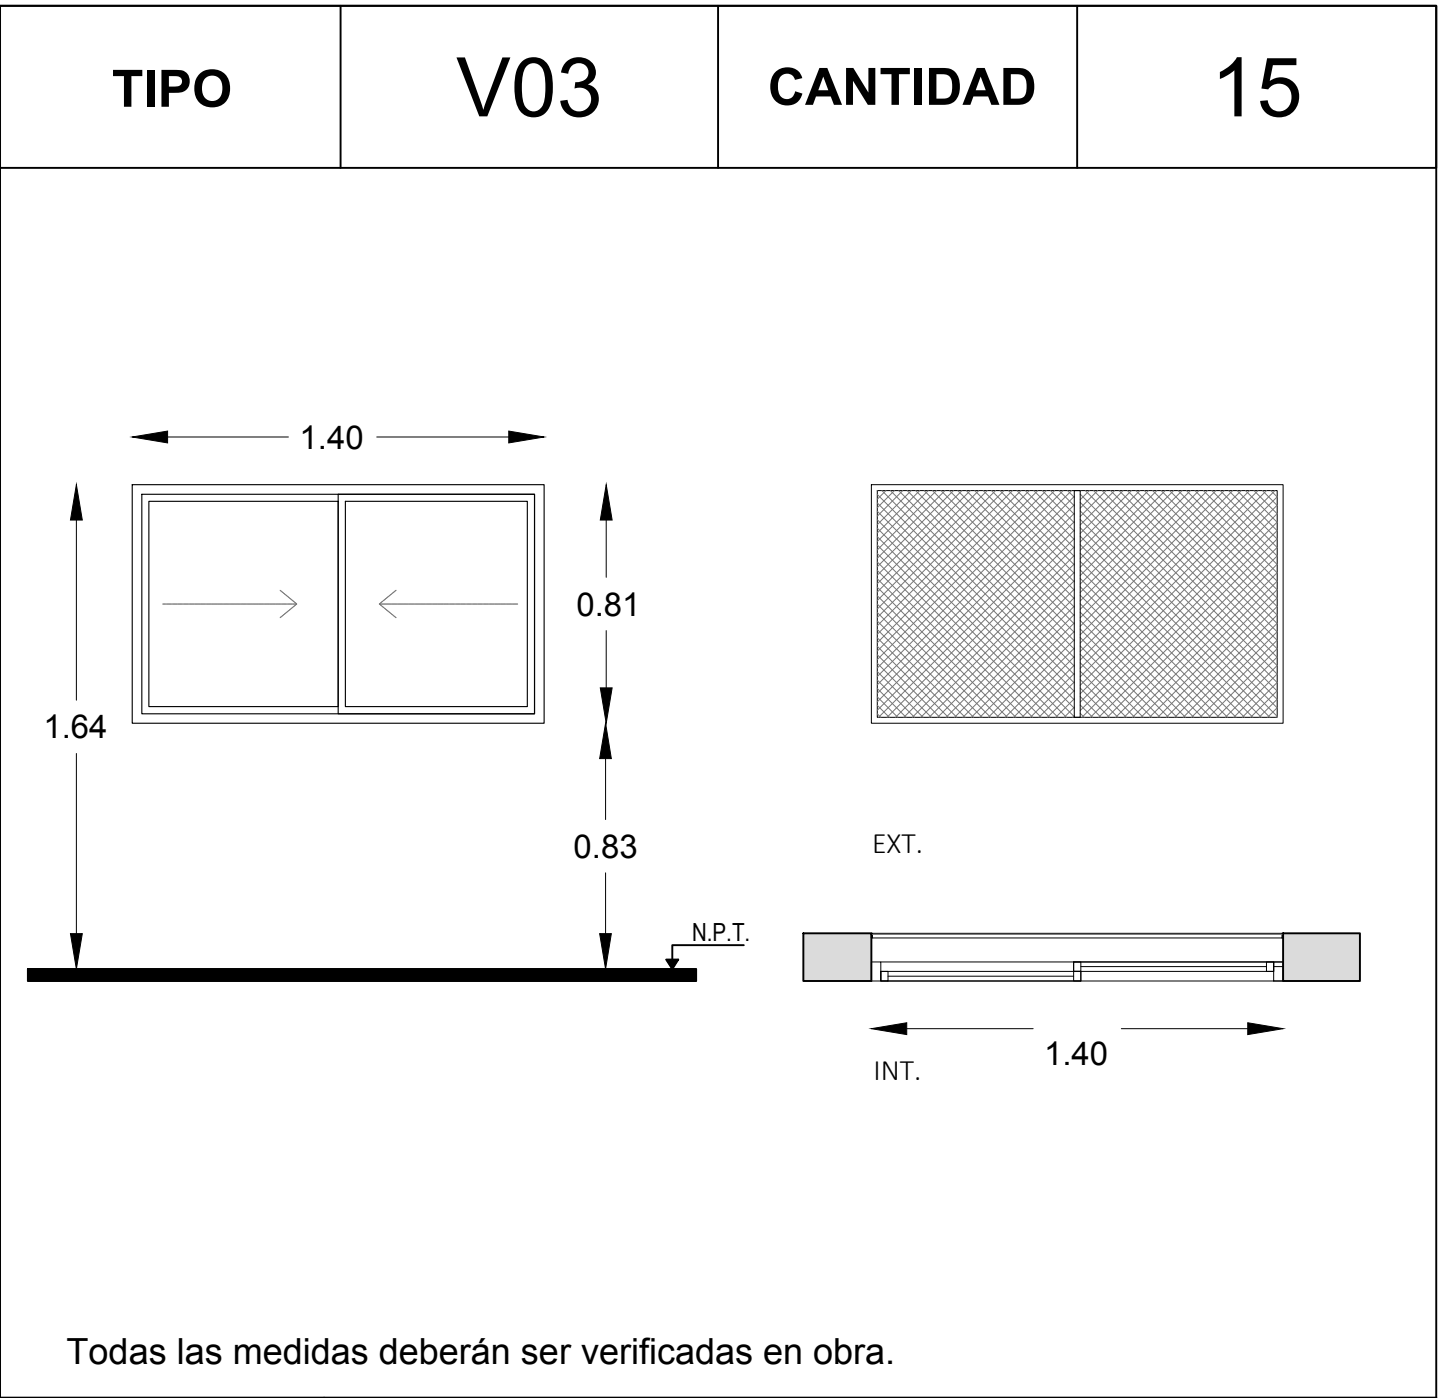 TIPO V03 CANTIDAD 15
1.40
0.81
1.64
0.83
EXT.
N.P.T.
1.40
INT.
Todas las medidas deberán ser verificadas en obra.